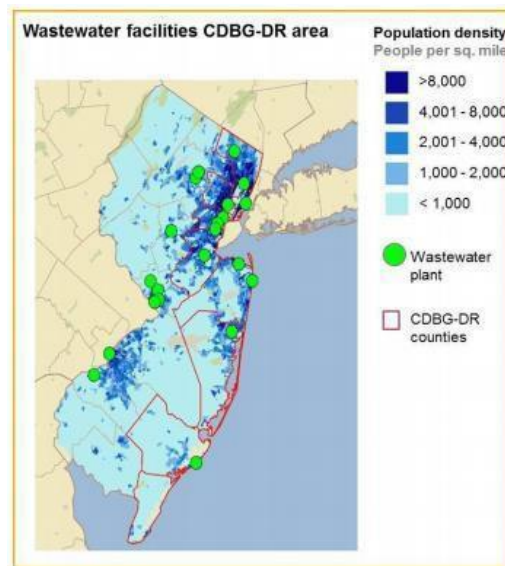 Wastewater facilities CDBG-DR area
Population density
People per sq. mile
>8,000
4,001 - 8,000
2,001 - 4,000
1,000 - 2,000
< 1,000
Wastewater
plant
CDBG-DR
counties